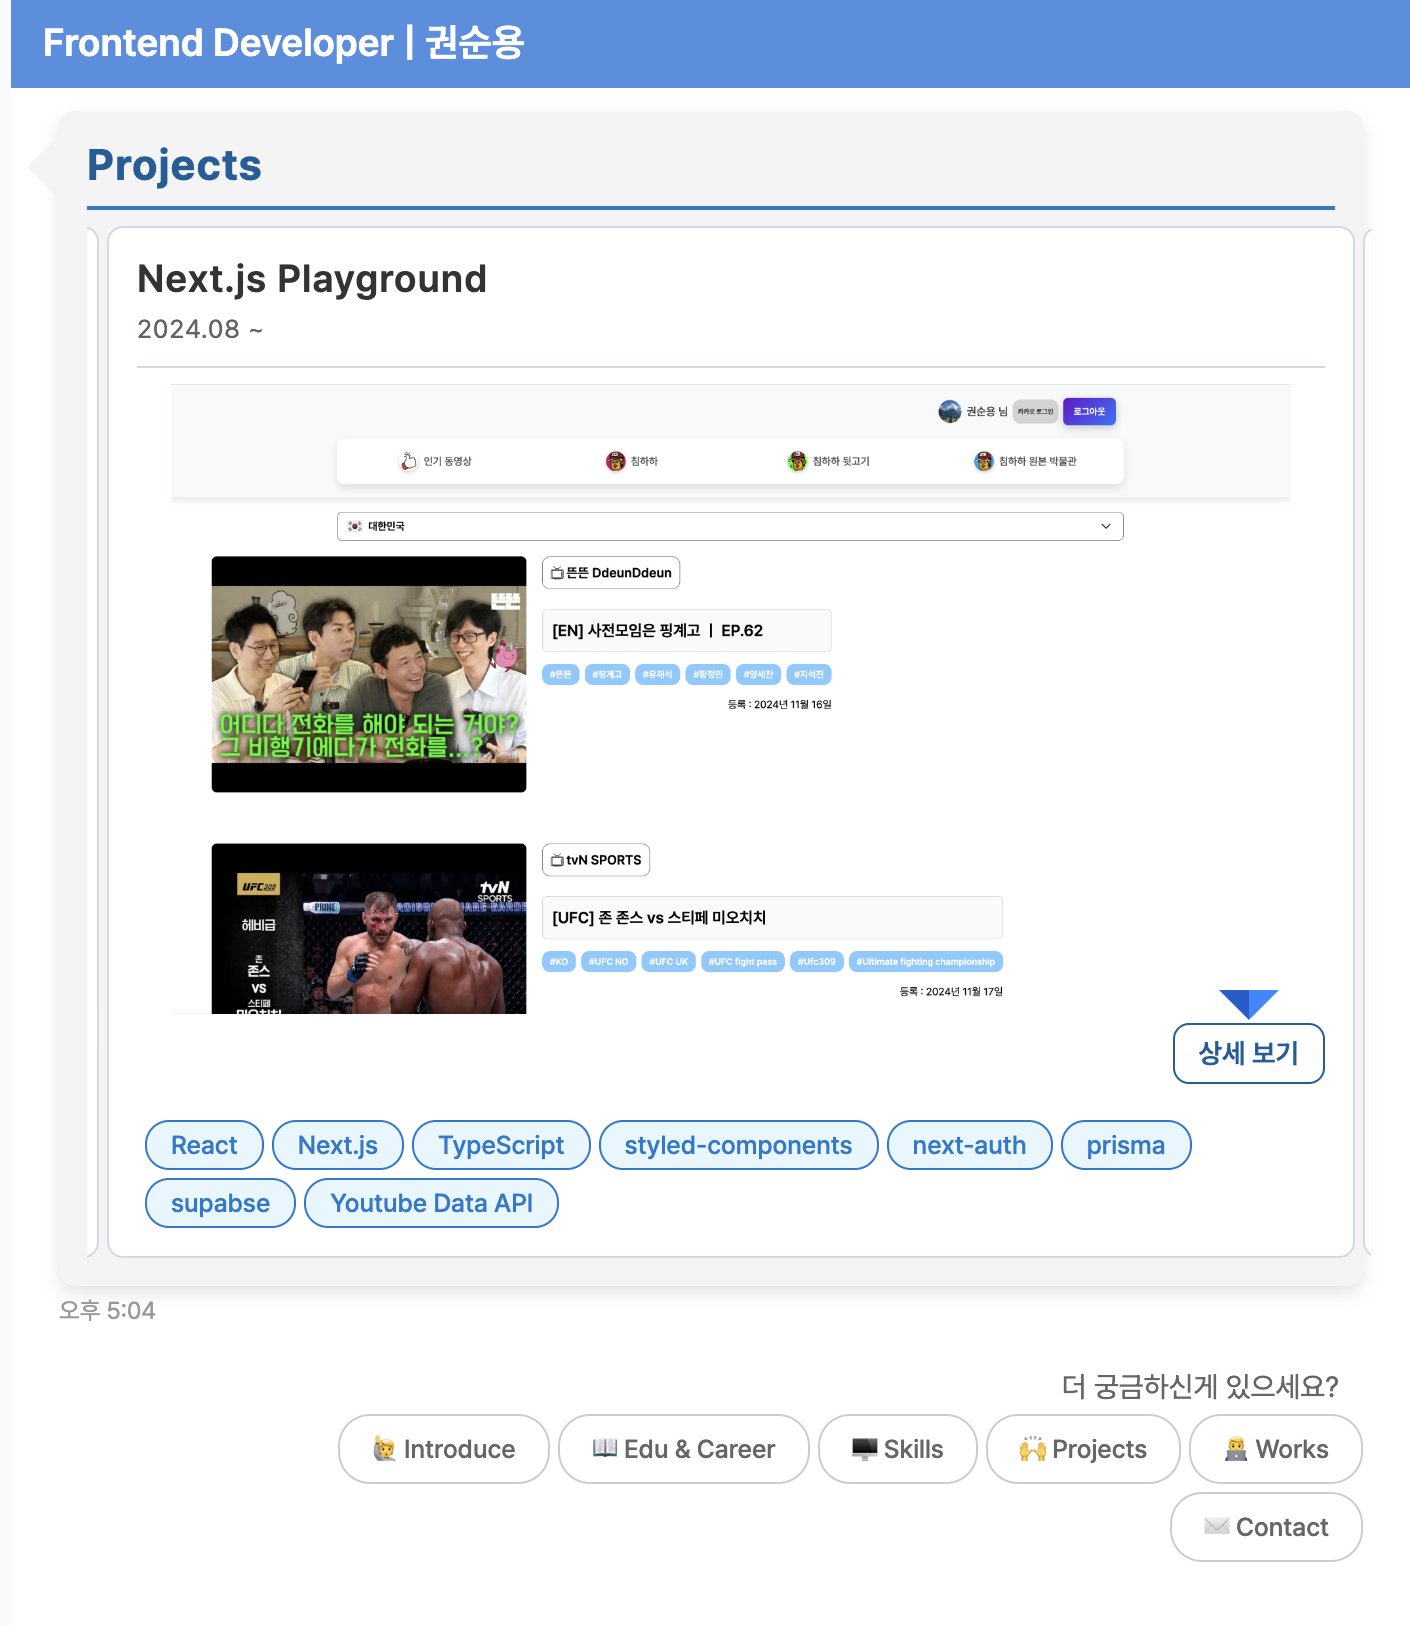 Frontend Developer | 권순용
Projects
Next.js Playground
2024.08 ~
권순용 님 카카오 로그인 로그아웃
인기 동영상 침하하 침하하 뒷고기 침하하 원본 박물관
대한민국
뜬뜬 DdeunDdeun
뜬뜬
[EN] 사전모임은 핑계고 ㅣ EP.62
#뜬뜬 #핑계고 #유재석 #황정민 #양세찬 #지석진
등록 : 2024년 11월 16일
어디다 전화를 해야 되는 거야?
그 비행기에다가 전화를...?
tvN SPORTS
UFC 309
tvN
SPORTS
PRIME
헤비급
[UFC] 존 존스 vs 스티페 미오치치
존
존스
vs
스티페
미오치치
#KO #UFC NO #UFC UK #UFC fight pass #Ufc309 #Ultimate fighting championship
등록 : 2024년 11월 17일
상세 보기
React Next.js TypeScript styled-components next-auth prisma
supabse Youtube Data API
오후 5:04
더 궁금하신게 있으세요?
Introduce Edu & Career Skills Projects Works
Contact